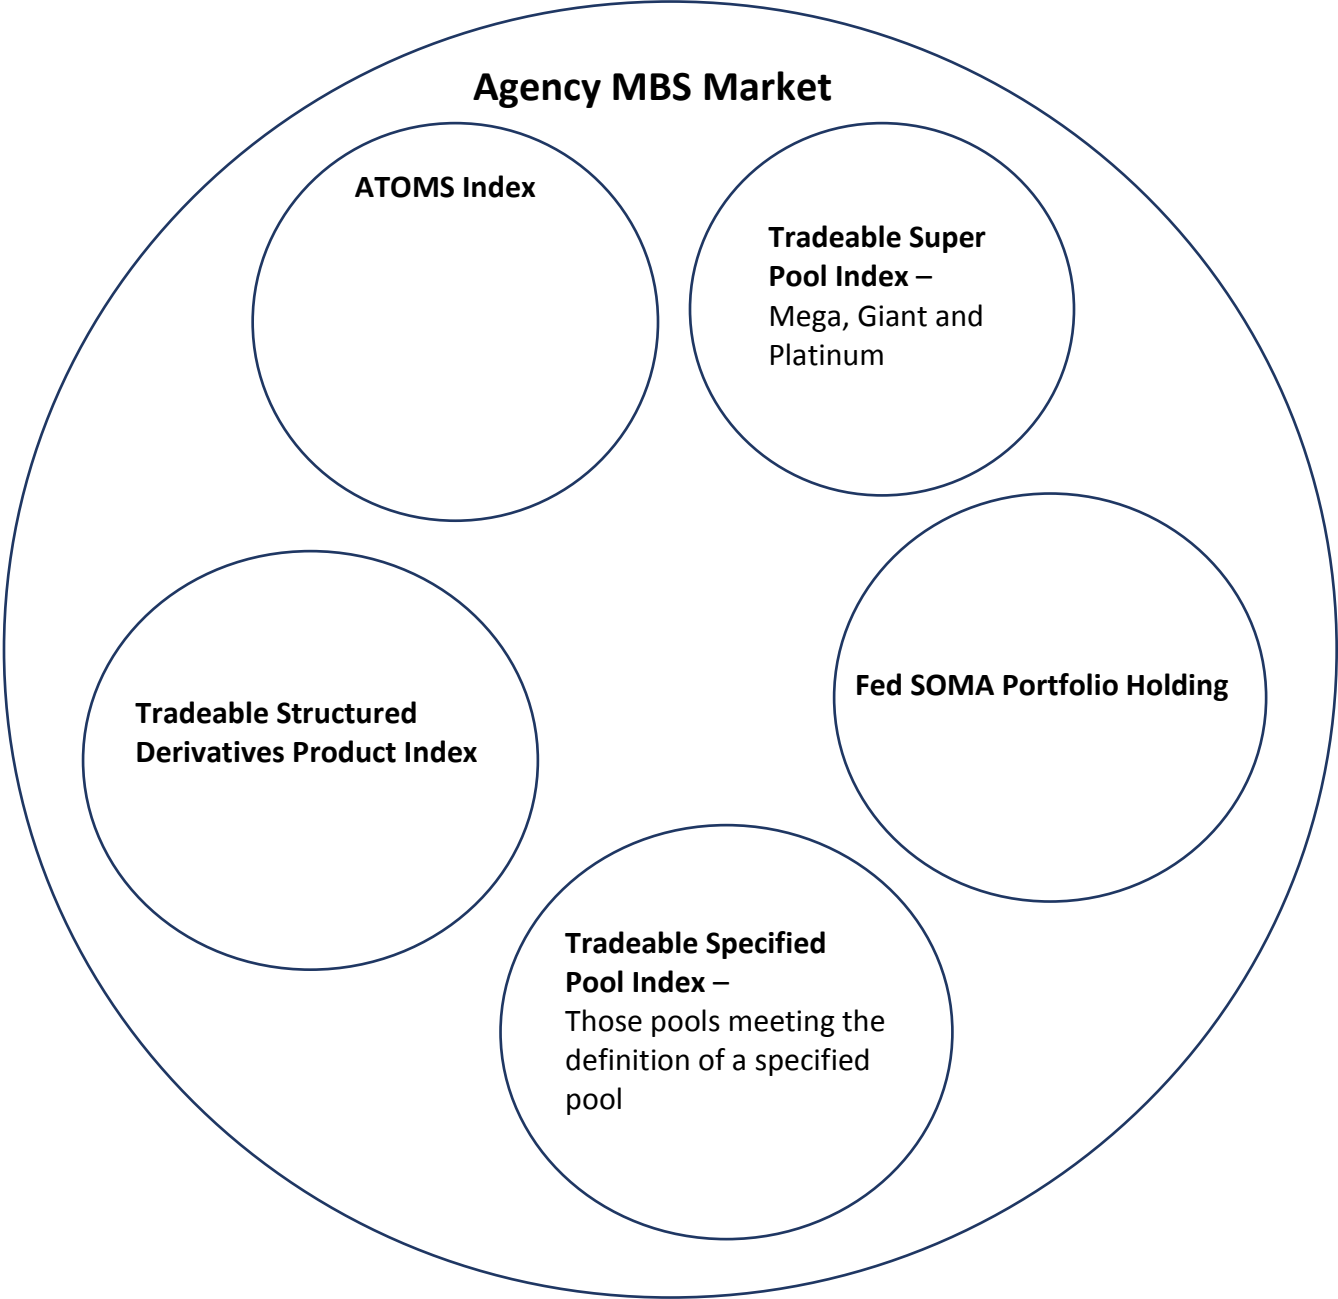 Agency MBS Market
ATOMS Index
Tradeable Super
Pool Index –
Mega, Giant and
Platinum
Fed SOMA Portfolio Holding
Tradeable Structured
Derivatives Product Index
Tradeable Specified
Pool Index –
Those pools meeting the
definition of a specified
pool